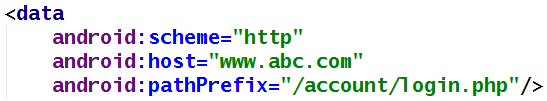 <data
    android:scheme="http"
    android:host="www.abc.com"
    android:pathPrefix="/account/login.php"/>